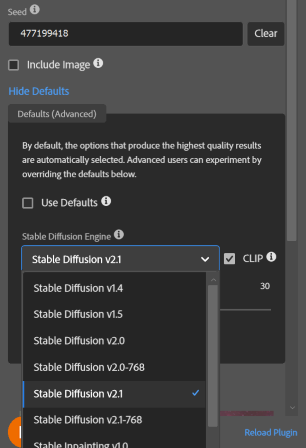 Seed
477199418
Clear
Include Image
Hide Defaults
Defaults (Advanced)
By default, the options that produce the highest quality results
are automatically selected. Advanced users can experiment by
overriding the defaults below.
Use Defaults
Stable Diffusion Engine
Stable Diffusion v2.1
CLIP
30
Stable Diffusion v1.4
Stable Diffusion v1.5
Stable Diffusion v2.0
Stable Diffusion v2.0-768
Stable Diffusion v2.1
Stable Diffusion v2.1-768
Stable Inpainting v1.0
Reload Plugin